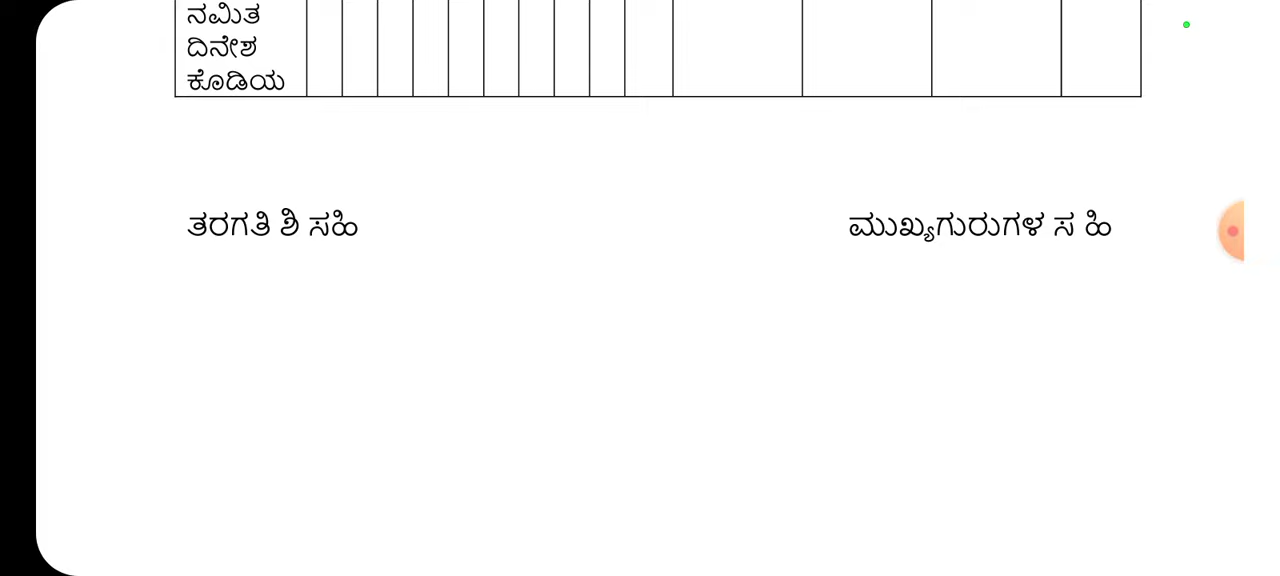 ನಮಿತ
ದಿನೇಶ
ಕೊಡಿಯ
ತರಗತಿ ಶಿ ಸಹಿ
ಮುಖ್ಯಗುರುಗಳ ಸ ಹಿ